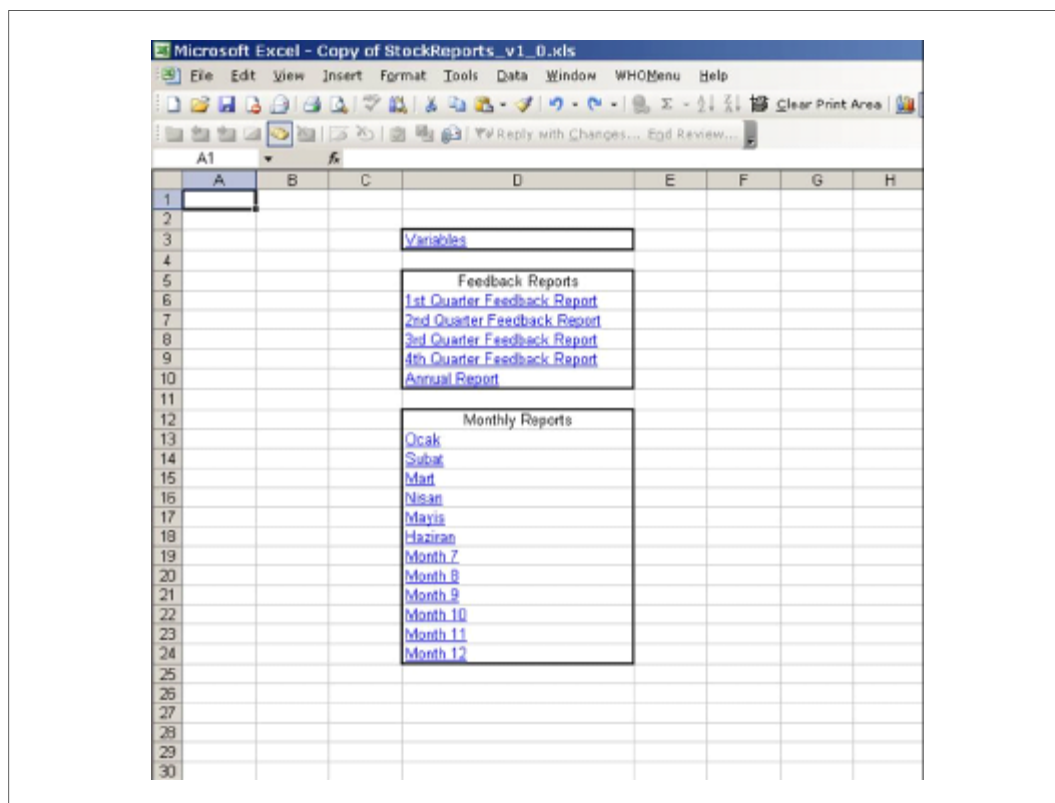 Microsoft Excel - Copy of StockReports_v1_0.xls
File Edit View Insert Format Tools Data Window WHOMenu Help
Clear Print Area
Reply with Changes... End Review...
A1 fx
A B C D E F G H
1
2
3 Variables
4
5 Feedback Reports
6 1st Quarter Feedback Report
7 2nd Quarter Feedback Report
8 3rd Quarter Feedback Report
9 4th Quarter Feedback Report
10 Annual Report
11
12 Monthly Reports
13 Ocak
14 Subat
15 Mart
16 Nisan
17 Mayis
18 Haziran
19 Month 7
20 Month 8
21 Month 9
22 Month 10
23 Month 11
24 Month 12
25
26
27
28
29
30